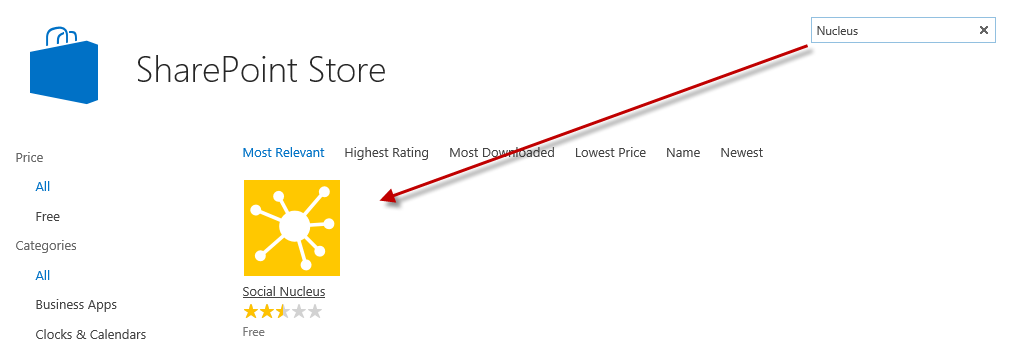 Nucleus
SharePoint Store
Price
All
Free
Categories
All
Business Apps
Clocks & Calendars
Most Relevant Highest Rating Most Downloaded Lowest Price Name Newest
Social Nucleus
Free